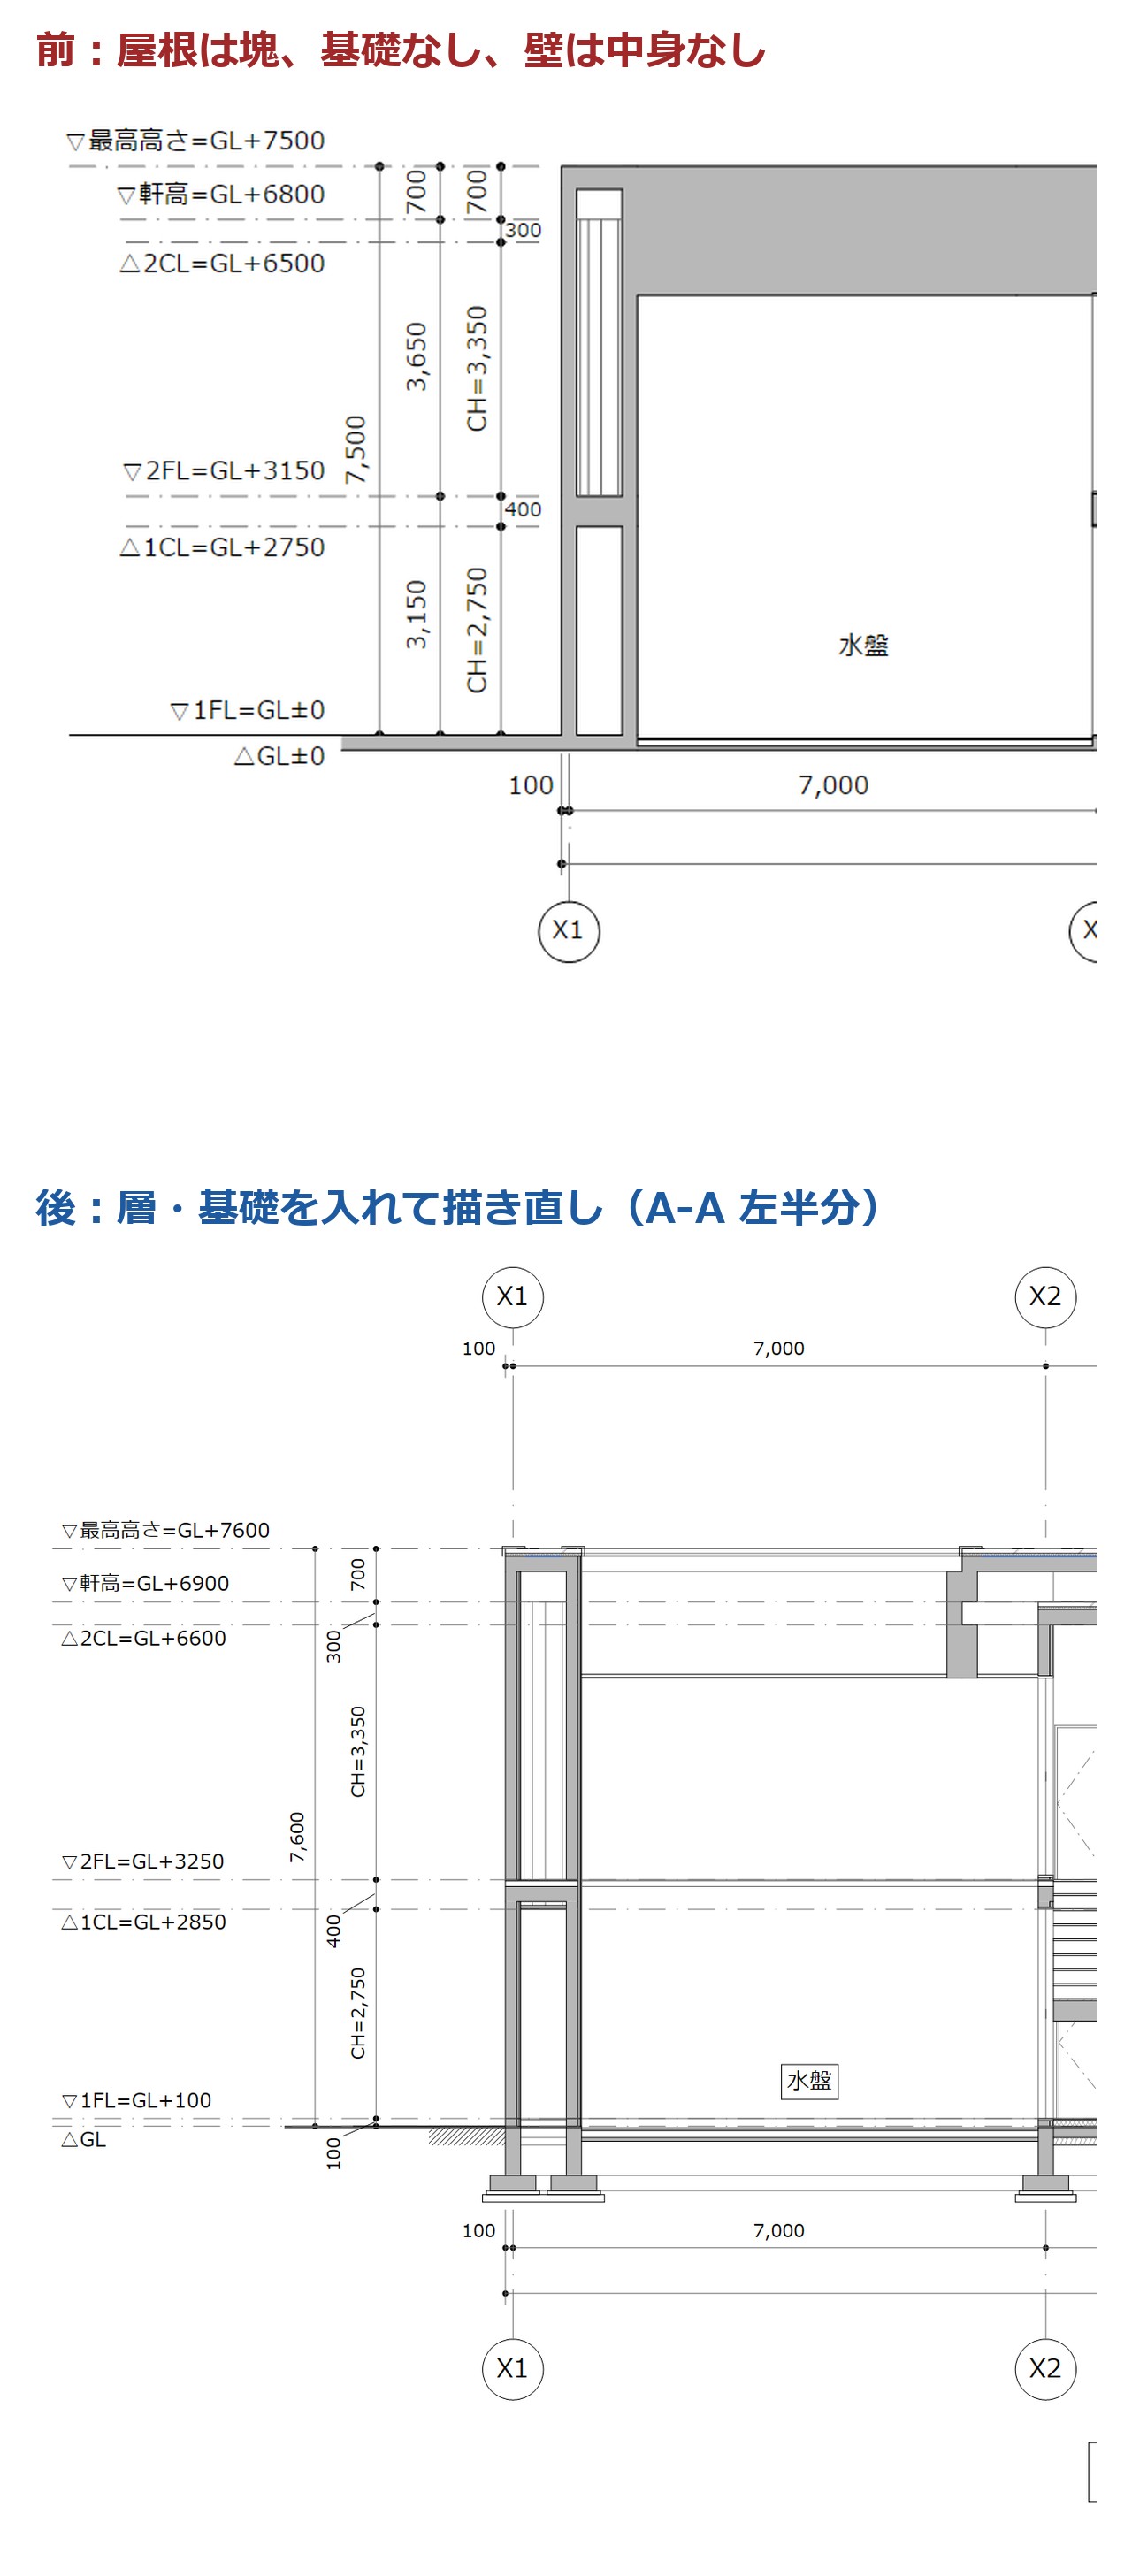 前：屋根は塊、基礎なし、壁は中身なし
▽最高高さ=GL+7500
▽軒高=GL+6800
△2CL=GL+6500
▽2FL=GL+3150
△1CL=GL+2750
▽1FL=GL±0
△GL±0
7,500
700
3,650
3,150
700
300
CH=3,350
400
CH=2,750
水盤
100
7,000
X1
X
後：層・基礎を入れて描き直し（A-A 左半分）
X1
X2
100
7,000
▽最高高さ=GL+7600
▽軒高=GL+6900
△2CL=GL+6600
▽2FL=GL+3250
△1CL=GL+2850
▽1FL=GL+100
△GL
7,600
700
300
CH=3,350
400
CH=2,750
100
水盤
100
7,000
X1
X2